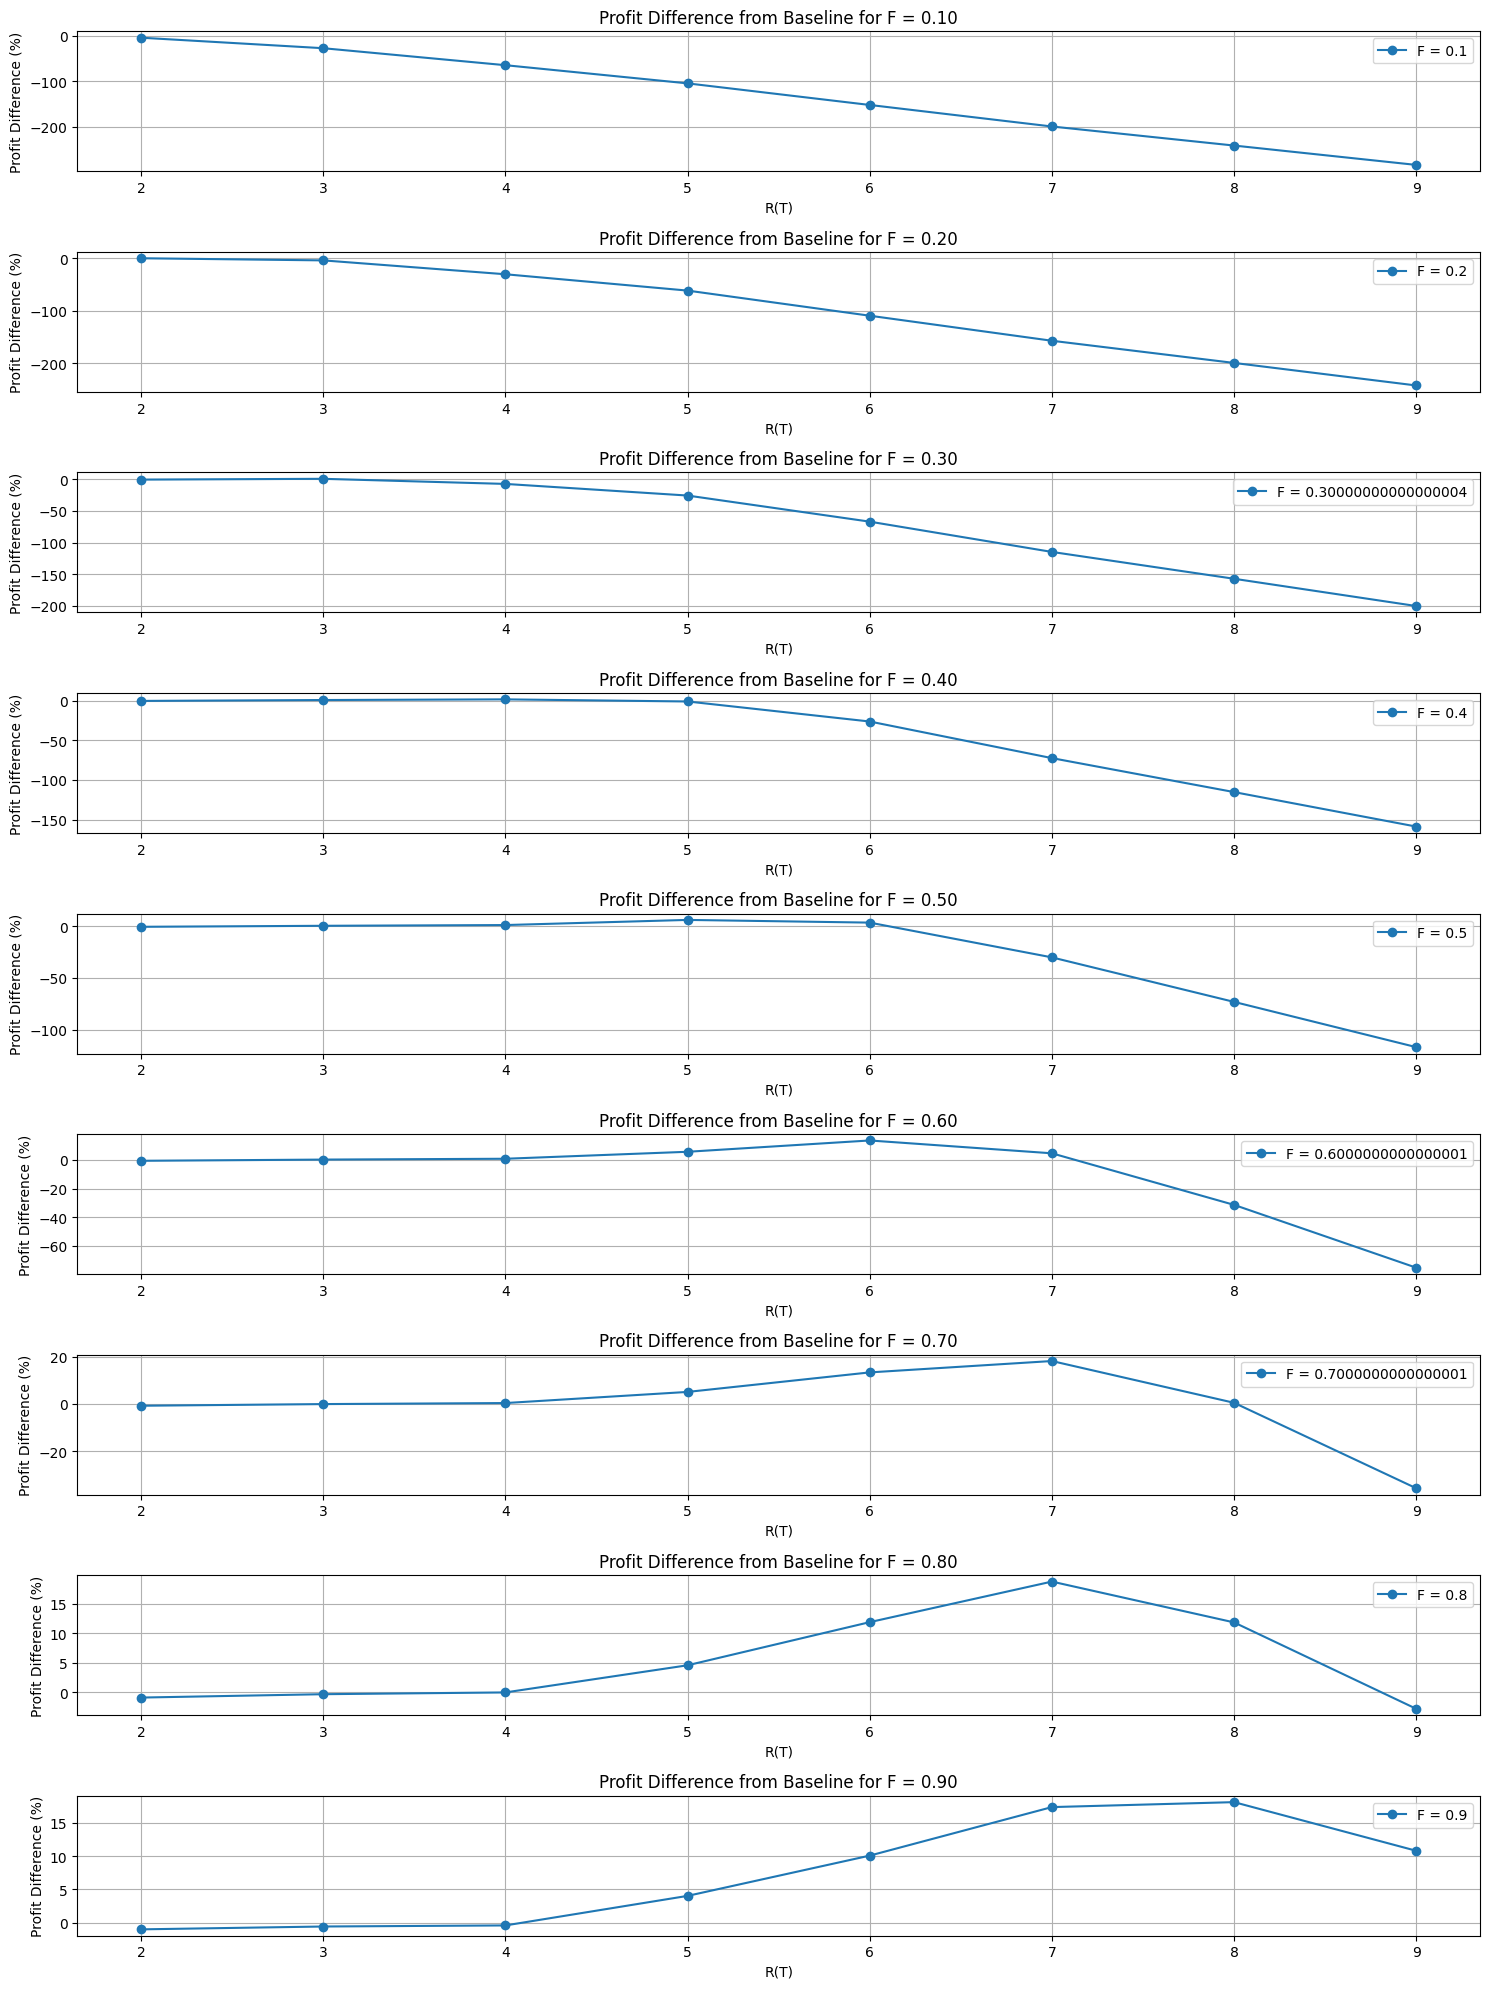 Profit Difference from Baseline for F = 0.10
Profit Difference (%)
0
−100
−200
F = 0.1
2 3 4 5 6 7 8 9
R(T)
Profit Difference from Baseline for F = 0.20
Profit Difference (%)
0
−100
−200
F = 0.2
2 3 4 5 6 7 8 9
R(T)
Profit Difference from Baseline for F = 0.30
Profit Difference (%)
0
−50
−100
−150
−200
F = 0.30000000000000004
2 3 4 5 6 7 8 9
R(T)
Profit Difference from Baseline for F = 0.40
Profit Difference (%)
0
−50
−100
−150
F = 0.4
2 3 4 5 6 7 8 9
R(T)
Profit Difference from Baseline for F = 0.50
Profit Difference (%)
0
−50
−100
F = 0.5
2 3 4 5 6 7 8 9
R(T)
Profit Difference from Baseline for F = 0.60
Profit Difference (%)
0
−20
−40
−60
F = 0.6000000000000001
2 3 4 5 6 7 8 9
R(T)
Profit Difference from Baseline for F = 0.70
Profit Difference (%)
20
0
−20
F = 0.7000000000000001
2 3 4 5 6 7 8 9
R(T)
Profit Difference from Baseline for F = 0.80
Profit Difference (%)
15
10
5
0
F = 0.8
2 3 4 5 6 7 8 9
R(T)
Profit Difference from Baseline for F = 0.90
Profit Difference (%)
15
10
5
0
F = 0.9
2 3 4 5 6 7 8 9
R(T)